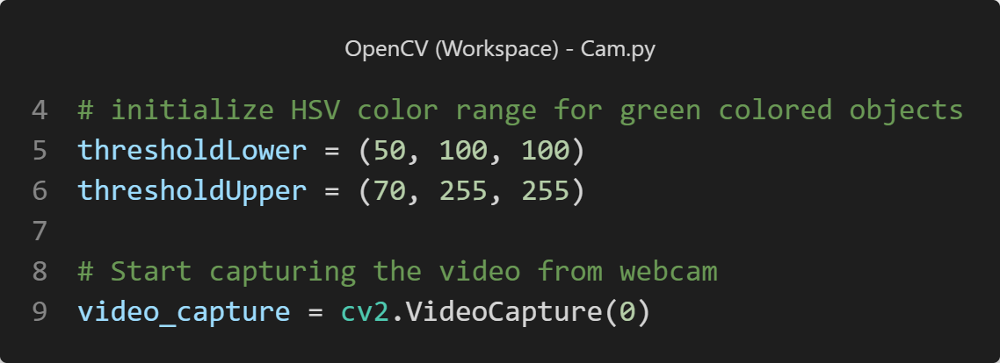 OpenCV (Workspace) - Cam.py
4 # initialize HSV color range for green colored objects
5 thresholdLower = (50, 100, 100)
6 thresholdUpper = (70, 255, 255)
7
8 # Start capturing the video from webcam
9 video_capture = cv2.VideoCapture(0)